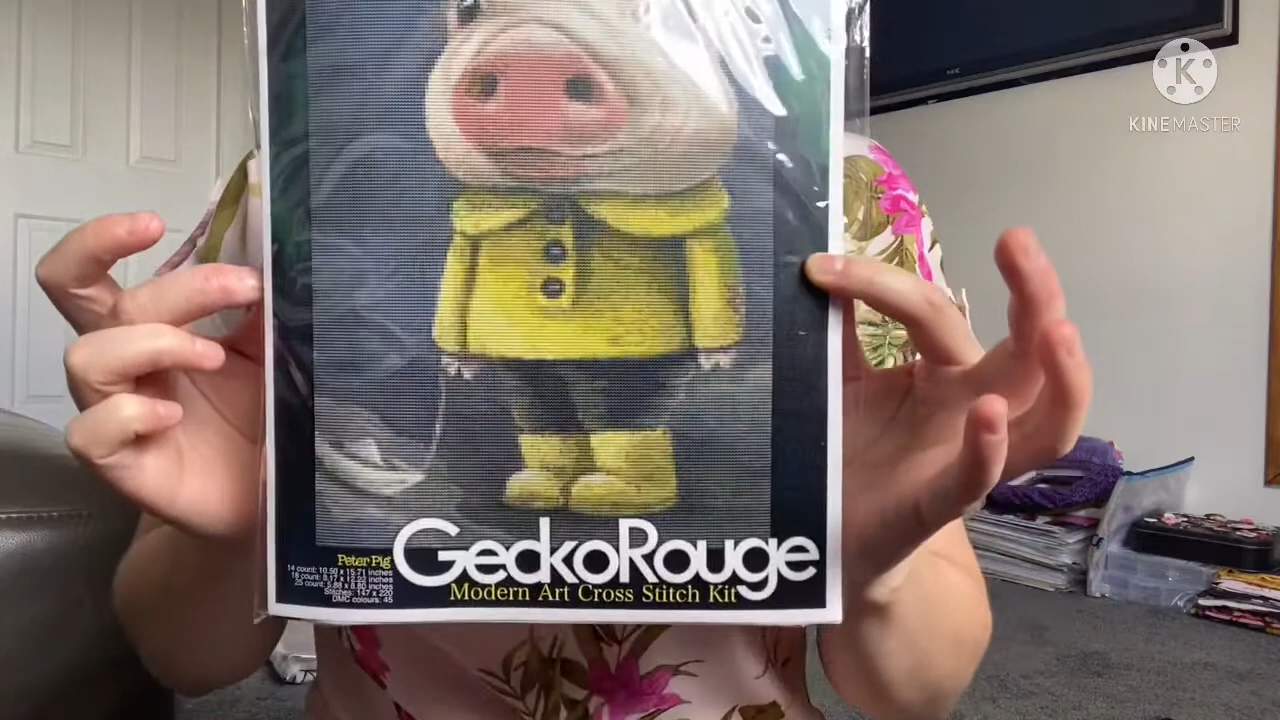 NEC
K
KINEMASTER
GeckoRouge
Peter Pig
14 count: 10.50 x 15.71 inches
18 count: 8.17 x 12.22 inches
25 count: 5.88 x 8.80 inches
Stitches: 147 x 220
DMC colours: 45
Modern Art Cross Stitch Kit